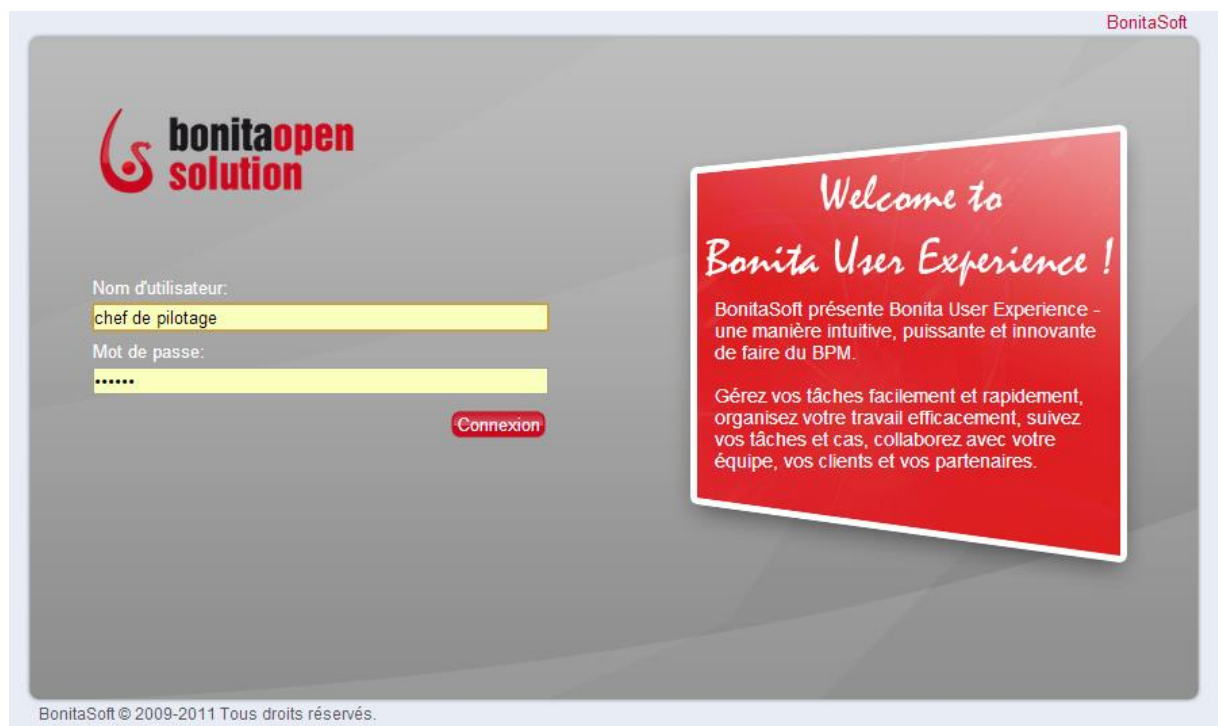 BonitaSoft
bonitaopen
solution
Nom d'utilisateur:
chef de pilotage
Mot de passe:
••••••
Connexion
Welcome to
Bonita User Experience !
BonitaSoft présente Bonita User Experience -
une manière intuitive, puissante et innovante
de faire du BPM.
Gérez vos tâches facilement et rapidement,
organisez votre travail efficacement, suivez
vos tâches et cas, collaborez avec votre
équipe, vos clients et vos partenaires.
BonitaSoft © 2009-2011 Tous droits réservés.